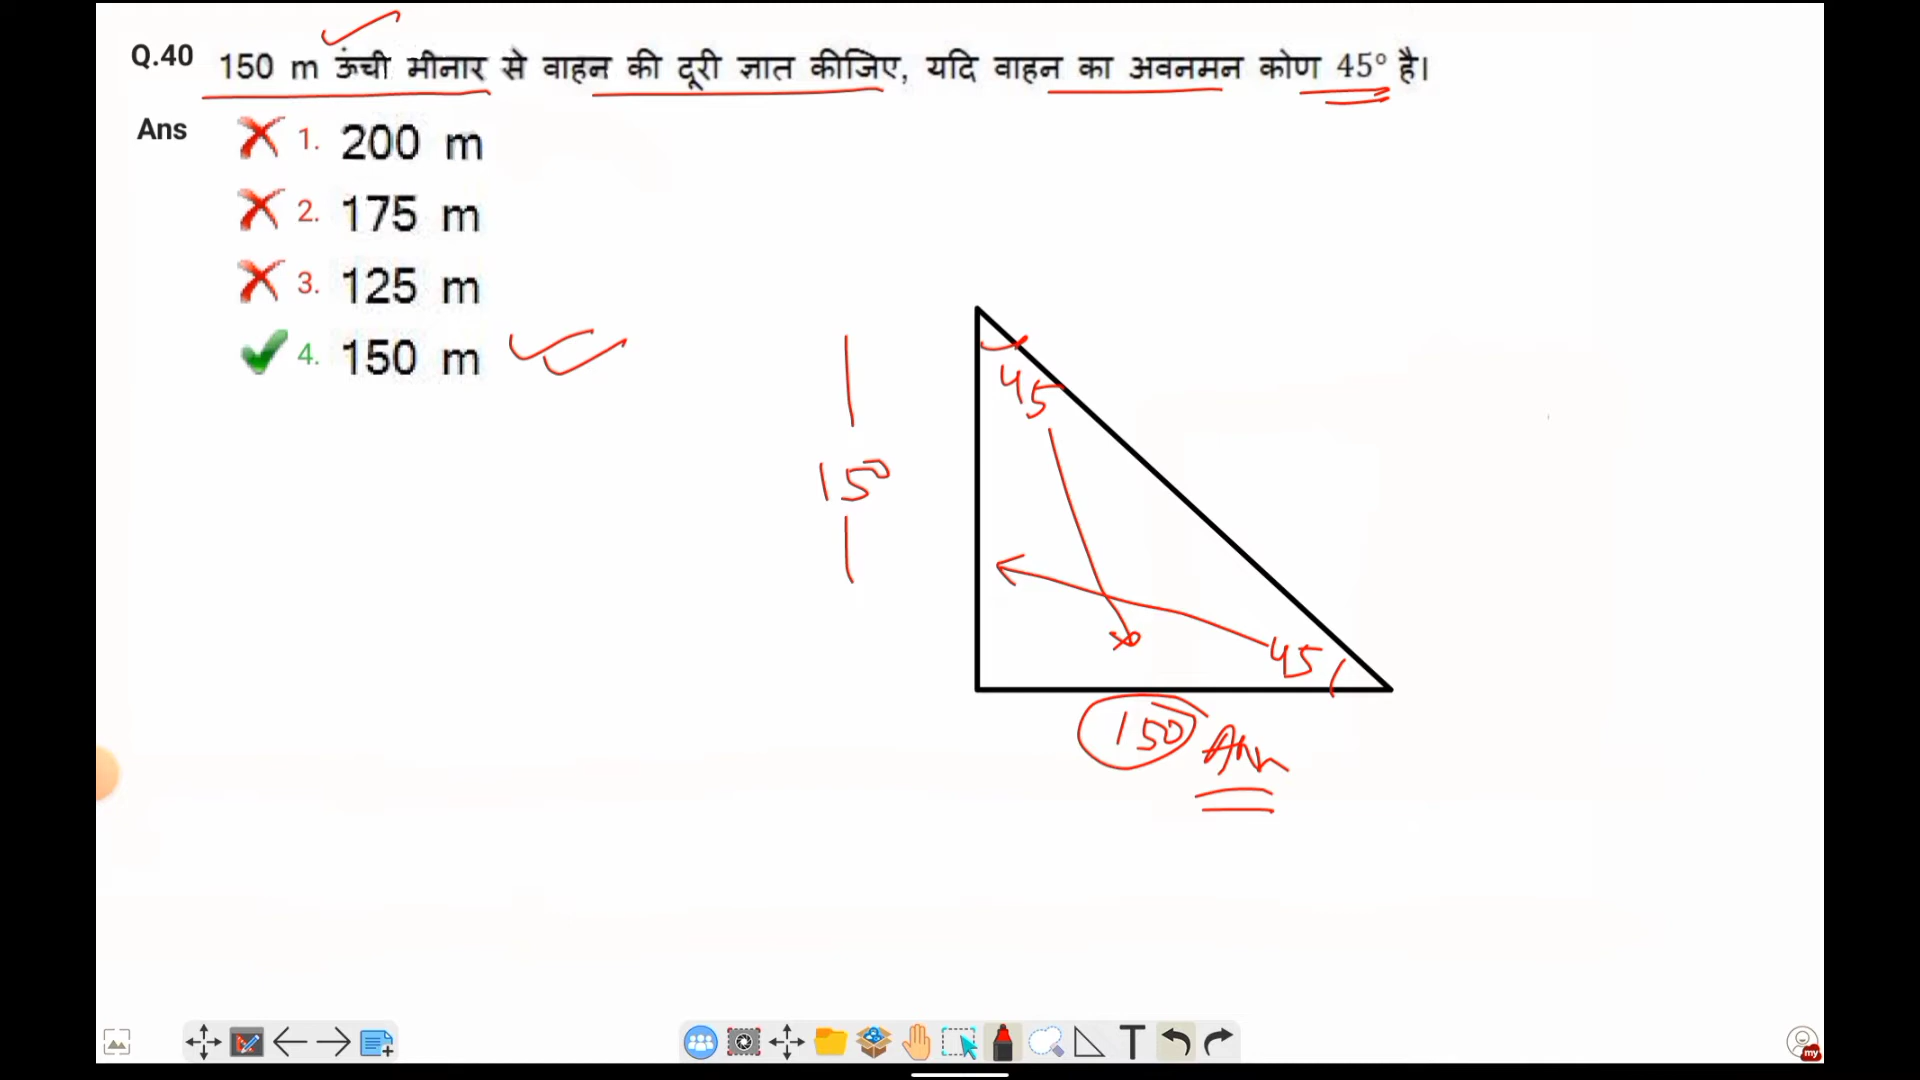 Q.40 150 m ऊंची मीनार से वाहन की दूरी ज्ञात कीजिए, यदि वाहन का अवनमन कोण 45° है।
Ans
1. 200 m
2. 175 m
3. 125 m
4. 150 m
45
150
45
150 Ans
T
my